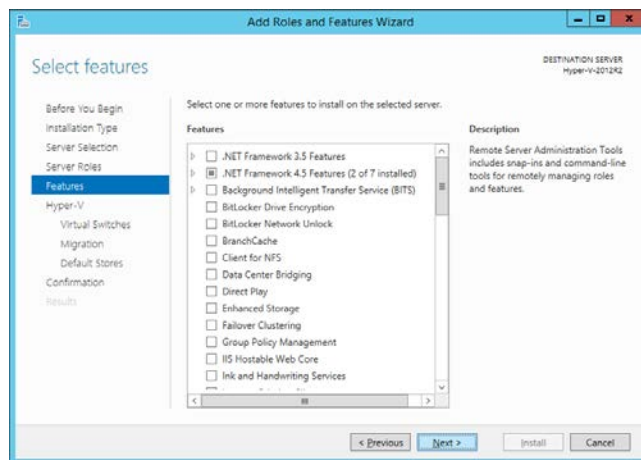 Add Roles and Features Wizard
Select features
DESTINATION SERVER
Hyper-V-2012R2
Before You Begin
Installation Type
Server Selection
Server Roles
Features
Hyper-V
Virtual Switches
Migration
Default Stores
Confirmation
Results
Select one or more features to install on the selected server.
Features
.NET Framework 3.5 Features
.NET Framework 4.5 Features (2 of 7 installed)
Background Intelligent Transfer Service (BITS)
BitLocker Drive Encryption
BitLocker Network Unlock
BranchCache
Client for NFS
Data Center Bridging
Direct Play
Enhanced Storage
Failover Clustering
Group Policy Management
IIS Hostable Web Core
Ink and Handwriting Services
Description
Remote Server Administration Tools
includes snap-ins and command-line
tools for remotely managing roles
and features.
< Previous
Next >
Install
Cancel